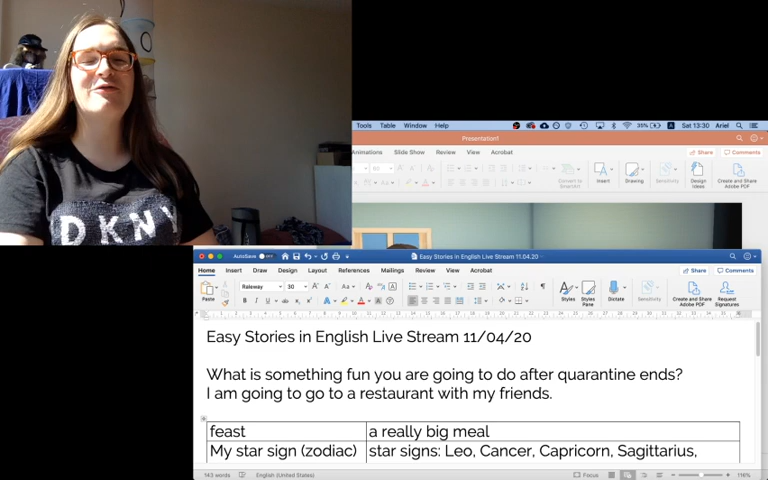 DKNY
Tools Table Window Help 35% Sat 13:30 Ariel
Presentation1
Animations Slide Show Review View Acrobat Share Comments
Convert to SmartArt Insert Drawing Sensitivity Design Ideas Create and Share Adobe PDF
AutoSave OFF Easy Stories in English Live Stream 11.04.20
Home Insert Draw Design Layout References Mailings Review View Acrobat Share Comments
Paste Raleway 30 Styles Styles Pane Dictate Sensitivity Create and Share Adobe PDF Request Signatures
Easy Stories in English Live Stream 11/04/20
What is something fun you are going to do after quarantine ends?
I am going to go to a restaurant with my friends.
feast a really big meal
My star sign (zodiac) star signs: Leo, Cancer, Capricorn, Sagittarius,
143 words English (United States) Focus 116%